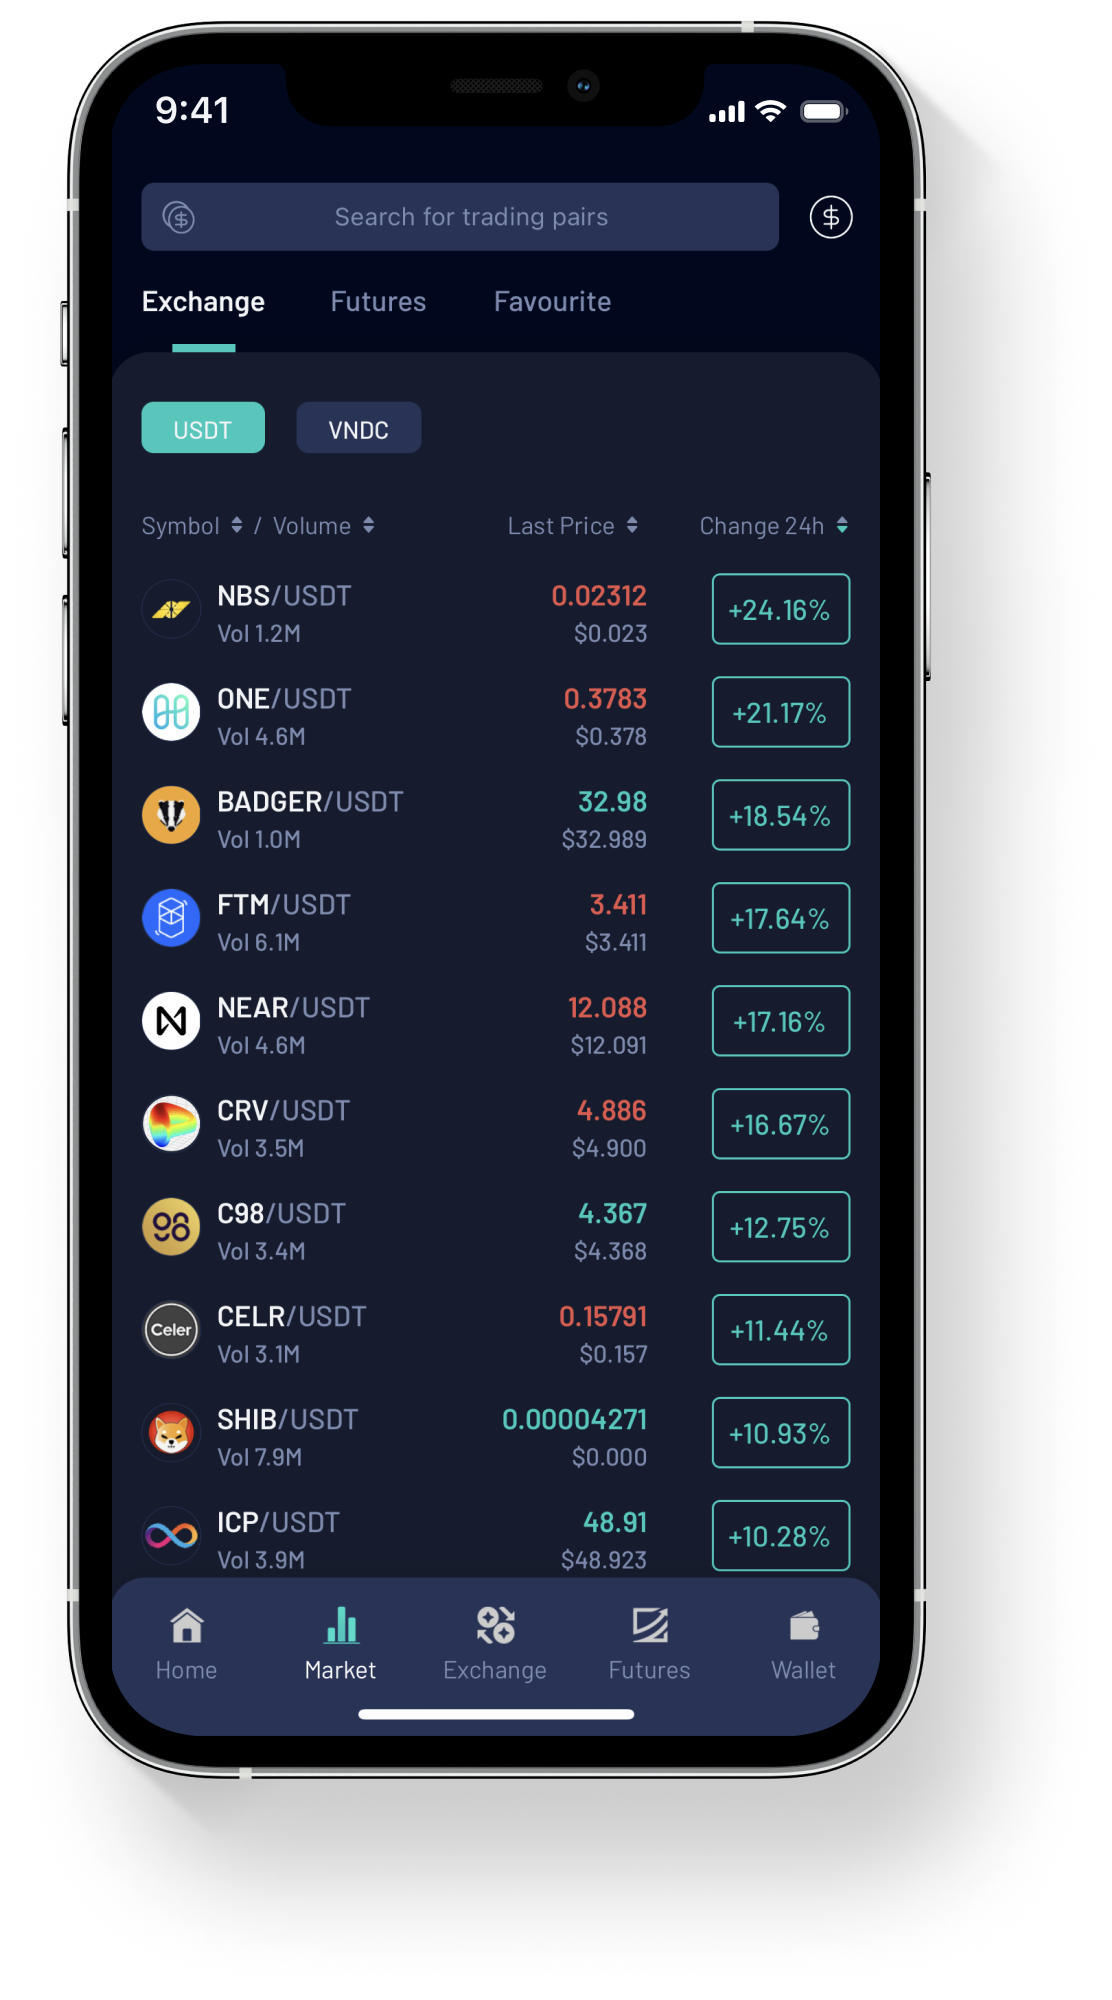 9:41
Search for trading pairs
Exchange Futures Favourite
USDT VNDC
Symbol / Volume Last Price Change 24h
NBS/USDT 0.02312 +24.16%
Vol 1.2M $0.023
ONE/USDT 0.3783 +21.17%
Vol 4.6M $0.378
BADGER/USDT 32.98 +18.54%
Vol 1.0M $32.989
FTM/USDT 3.411 +17.64%
Vol 6.1M $3.411
NEAR/USDT 12.088 +17.16%
Vol 4.6M $12.091
CRV/USDT 4.886 +16.67%
Vol 3.5M $4.900
C98/USDT 4.367 +12.75%
Vol 3.4M $4.368
Celer CELR/USDT 0.15791 +11.44%
Vol 3.1M $0.157
SHIB/USDT 0.00004271 +10.93%
Vol 7.9M $0.000
ICP/USDT 48.91 +10.28%
Vol 3.9M $48.923
Home Market Exchange Futures Wallet